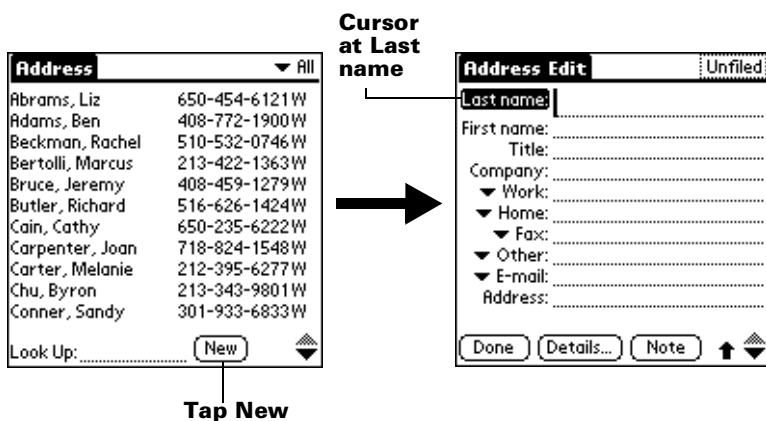 Cursor
at Last
name
Address ▼ All
Abrams, Liz 650-454-6121W
Adams, Ben 408-772-1900W
Beckman, Rachel 510-532-0746W
Bertolli, Marcus 213-422-1363W
Bruce, Jeremy 408-459-1279W
Butler, Richard 516-626-1424W
Cain, Cathy 650-235-6222W
Carpenter, Joan 718-824-1548W
Carter, Melanie 212-395-6277W
Chu, Byron 213-343-9801W
Conner, Sandy 301-933-6833W
Look Up: New
Tap New
Address Edit Unfiled
Last name:
First name:
Title:
Company:
▼ Work:
▼ Home:
▼ Fax:
▼ Other:
▼ E-mail:
Address:
Done Details... Note